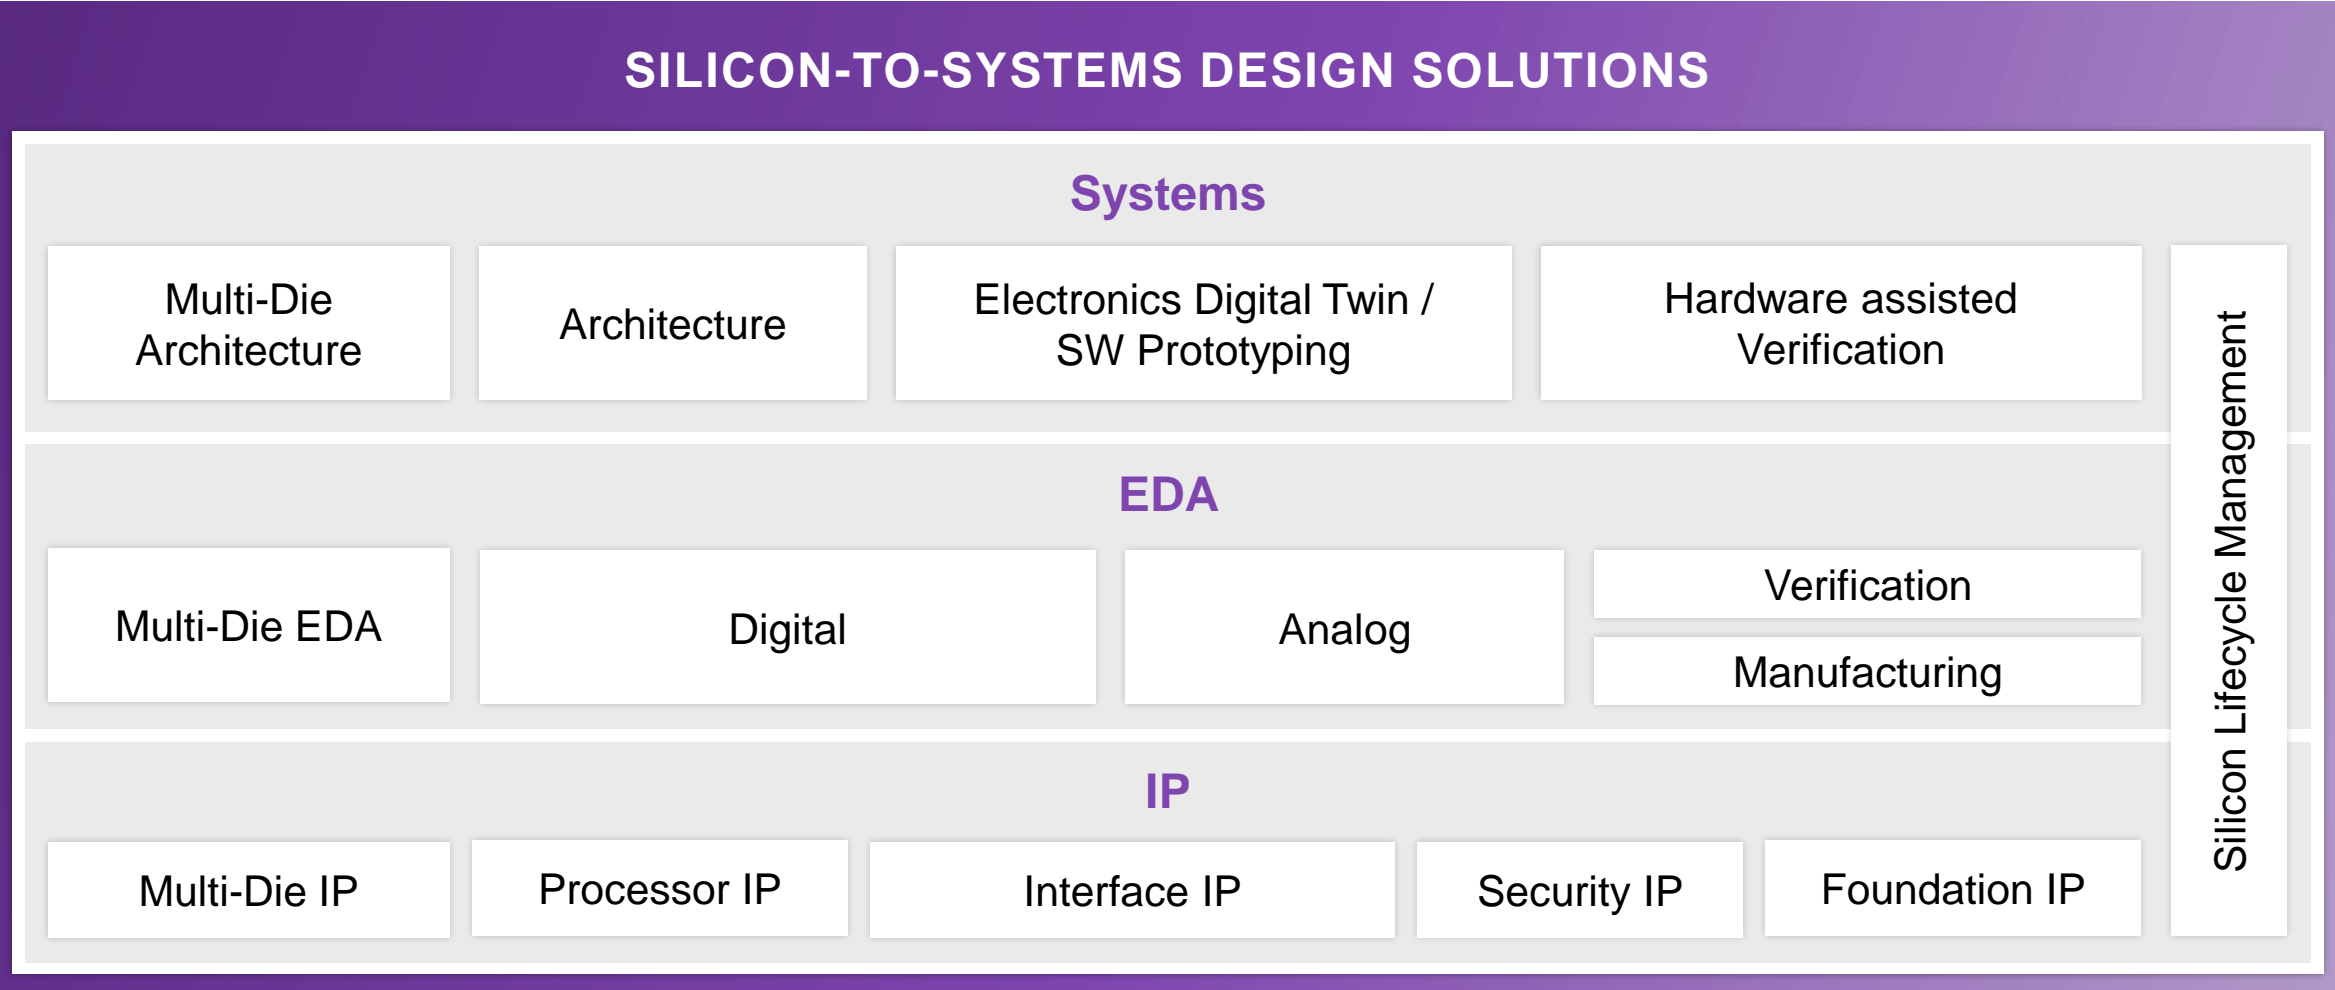 SILICON-TO-SYSTEMS DESIGN SOLUTIONS
Systems
Multi-Die
Architecture
Architecture
Electronics Digital Twin /
SW Prototyping
Hardware assisted
Verification
Silicon Lifecycle Management
EDA
Multi-Die EDA
Digital
Analog
Verification
Manufacturing
IP
Multi-Die IP
Processor IP
Interface IP
Security IP
Foundation IP